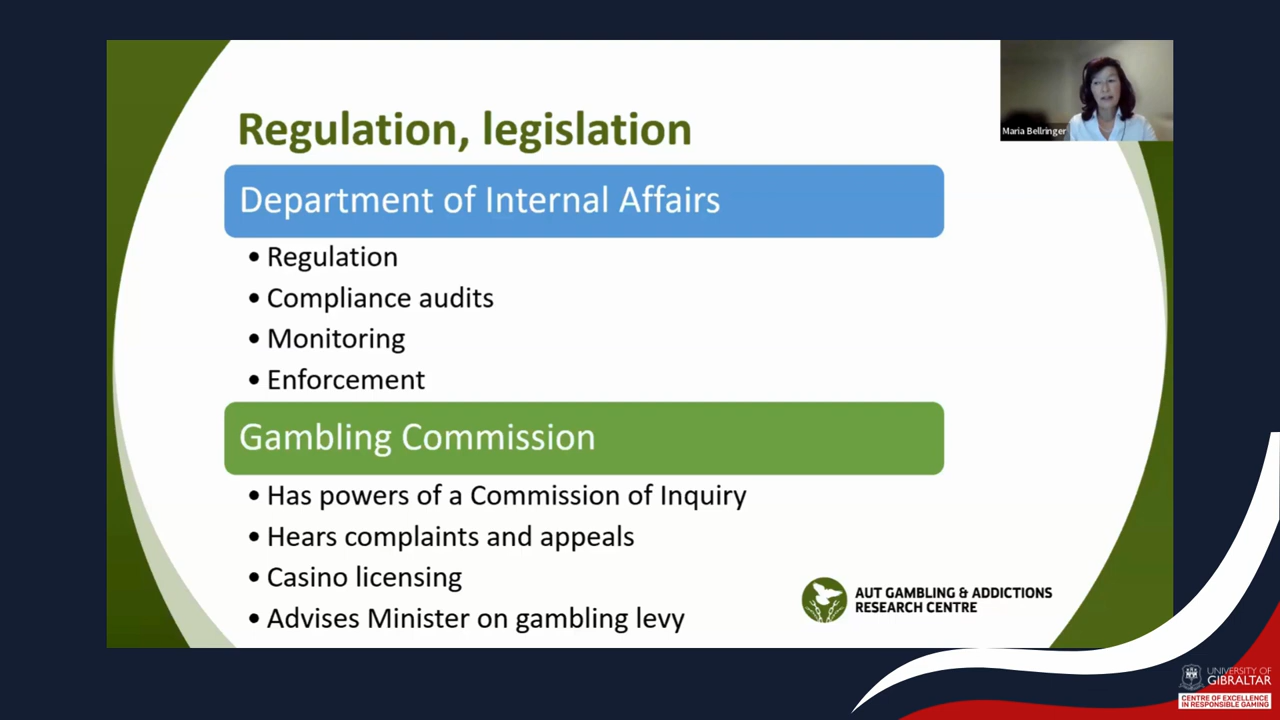 Regulation, legislation
Maria Bellringer
Department of Internal Affairs
• Regulation
• Compliance audits
• Monitoring
• Enforcement
Gambling Commission
• Has powers of a Commission of Inquiry
• Hears complaints and appeals
• Casino licensing
• Advises Minister on gambling levy
AUT GAMBLING & ADDICTIONS
RESEARCH CENTRE
UNIVERSITY OF
GIBRALTAR
CENTRE OF EXCELLENCE
IN RESPONSIBLE GAMING